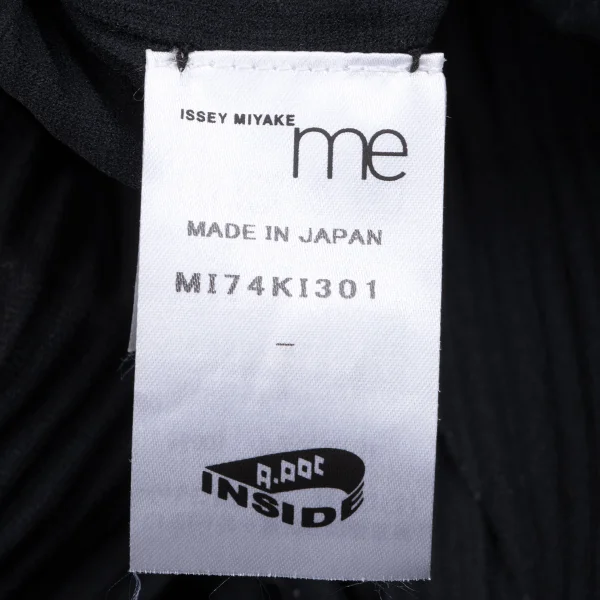 ISSEY MIYAKE
me
MADE IN JAPAN
MI74KI301
–
A.POC
INSIDE